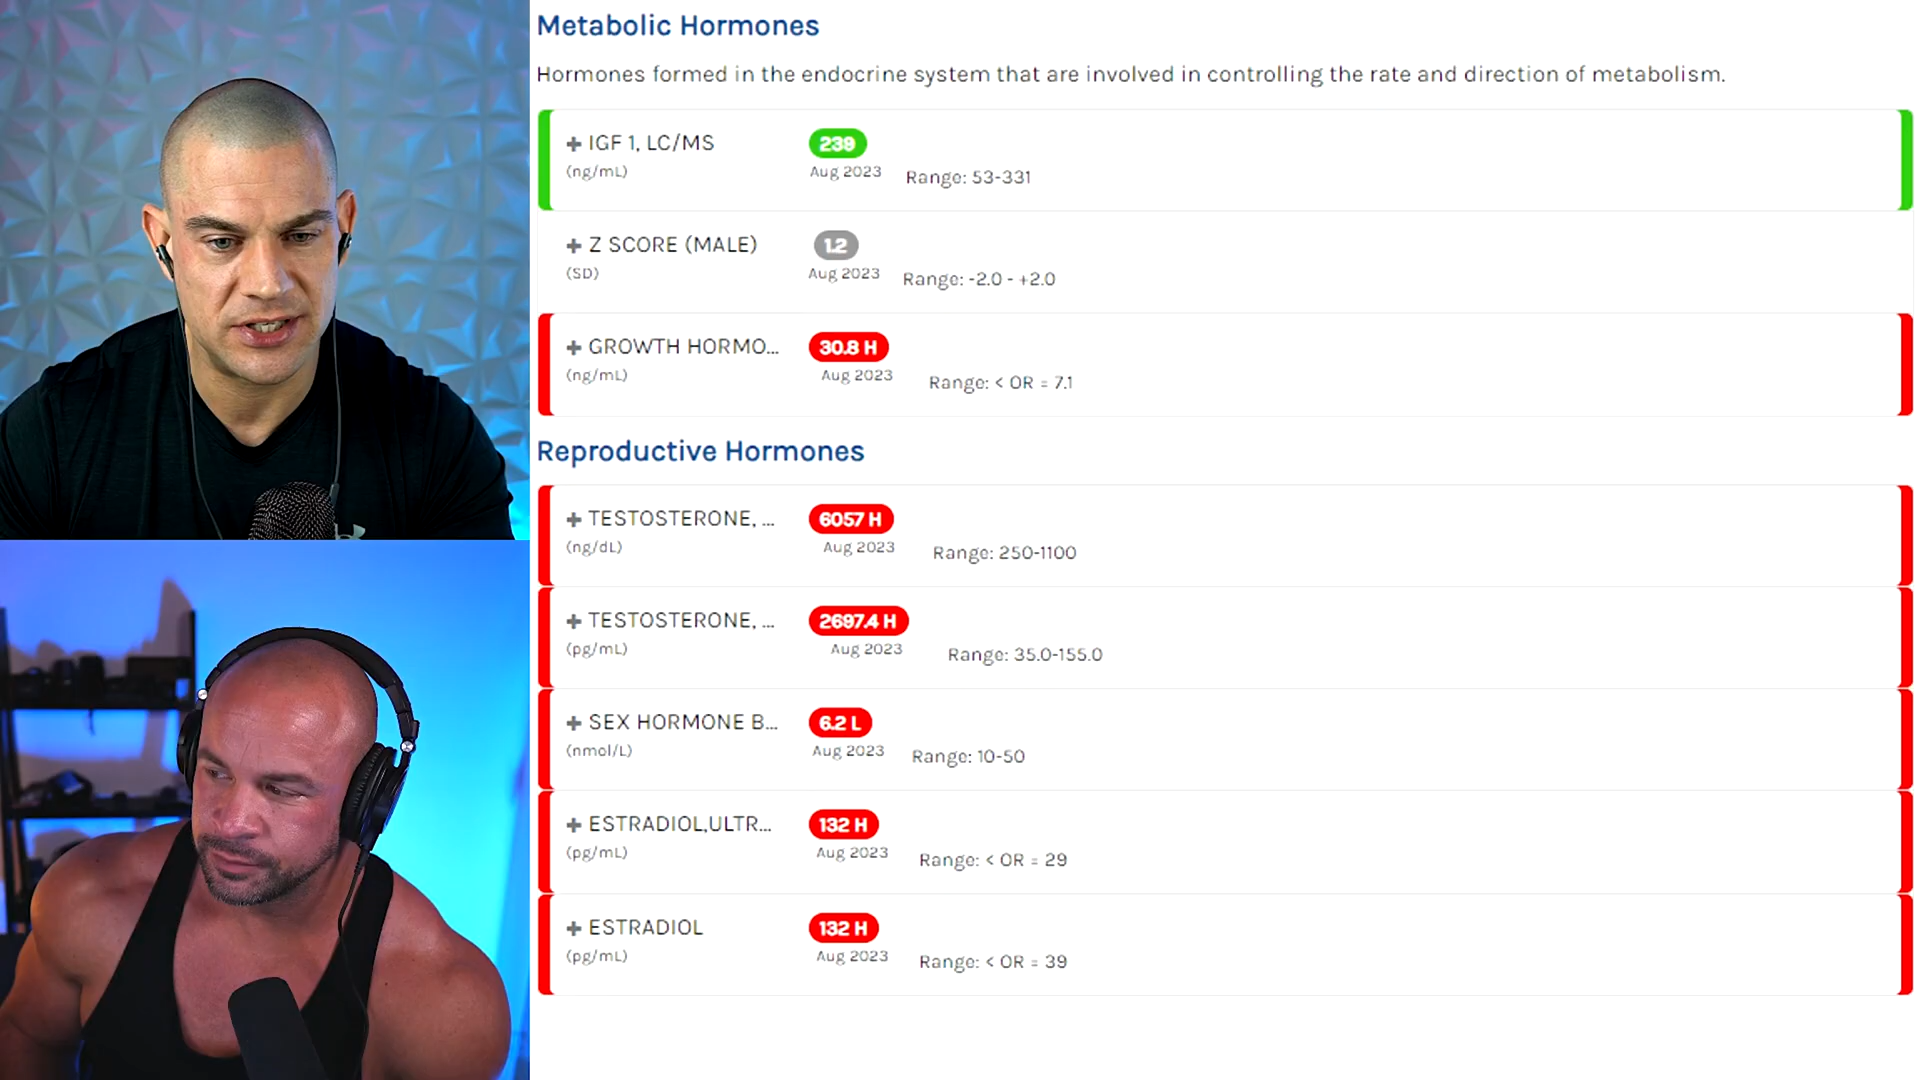 Metabolic Hormones
Hormones formed in the endocrine system that are involved in controlling the rate and direction of metabolism.
+ IGF 1, LC/MS 239
(ng/mL) Aug 2023 Range: 53-331
+ Z SCORE (MALE) 1.2
(SD) Aug 2023 Range: -2.0 - +2.0
+ GROWTH HORMO... 30.8 H
(ng/mL) Aug 2023 Range: < OR = 7.1
Reproductive Hormones
+ TESTOSTERONE, ... 6057 H
(ng/dL) Aug 2023 Range: 250-1100
+ TESTOSTERONE, ... 2697.4 H
(pg/mL) Aug 2023 Range: 35.0-155.0
+ SEX HORMONE B... 6.2 L
(nmol/L) Aug 2023 Range: 10-50
+ ESTRADIOL,ULTR... 132 H
(pg/mL) Aug 2023 Range: < OR = 29
+ ESTRADIOL 132 H
(pg/mL) Aug 2023 Range: < OR = 39